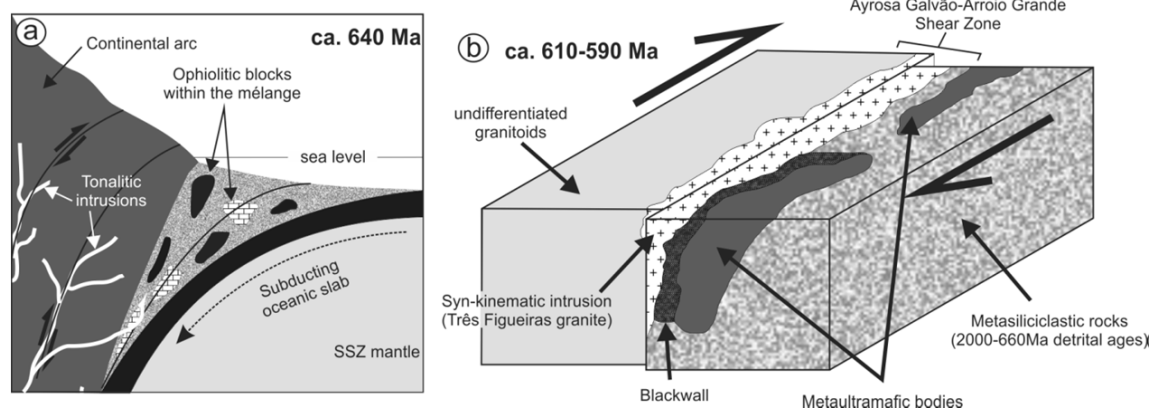 a
ca. 640 Ma
Continental arc
Ophiolitic blocks
within the mélange
sea level
Tonalitic
intrusions
Subducting
oceanic slab
SSZ mantle
b
ca. 610-590 Ma
Ayrosa Galvão-Arroio Grande
Shear Zone
undifferentiated
granitoids
Syn-kinematic intrusion
(Três Figueiras granite)
Blackwall
Metasiliciclastic rocks
(2000-660Ma detrital ages)
Metaultramafic bodies